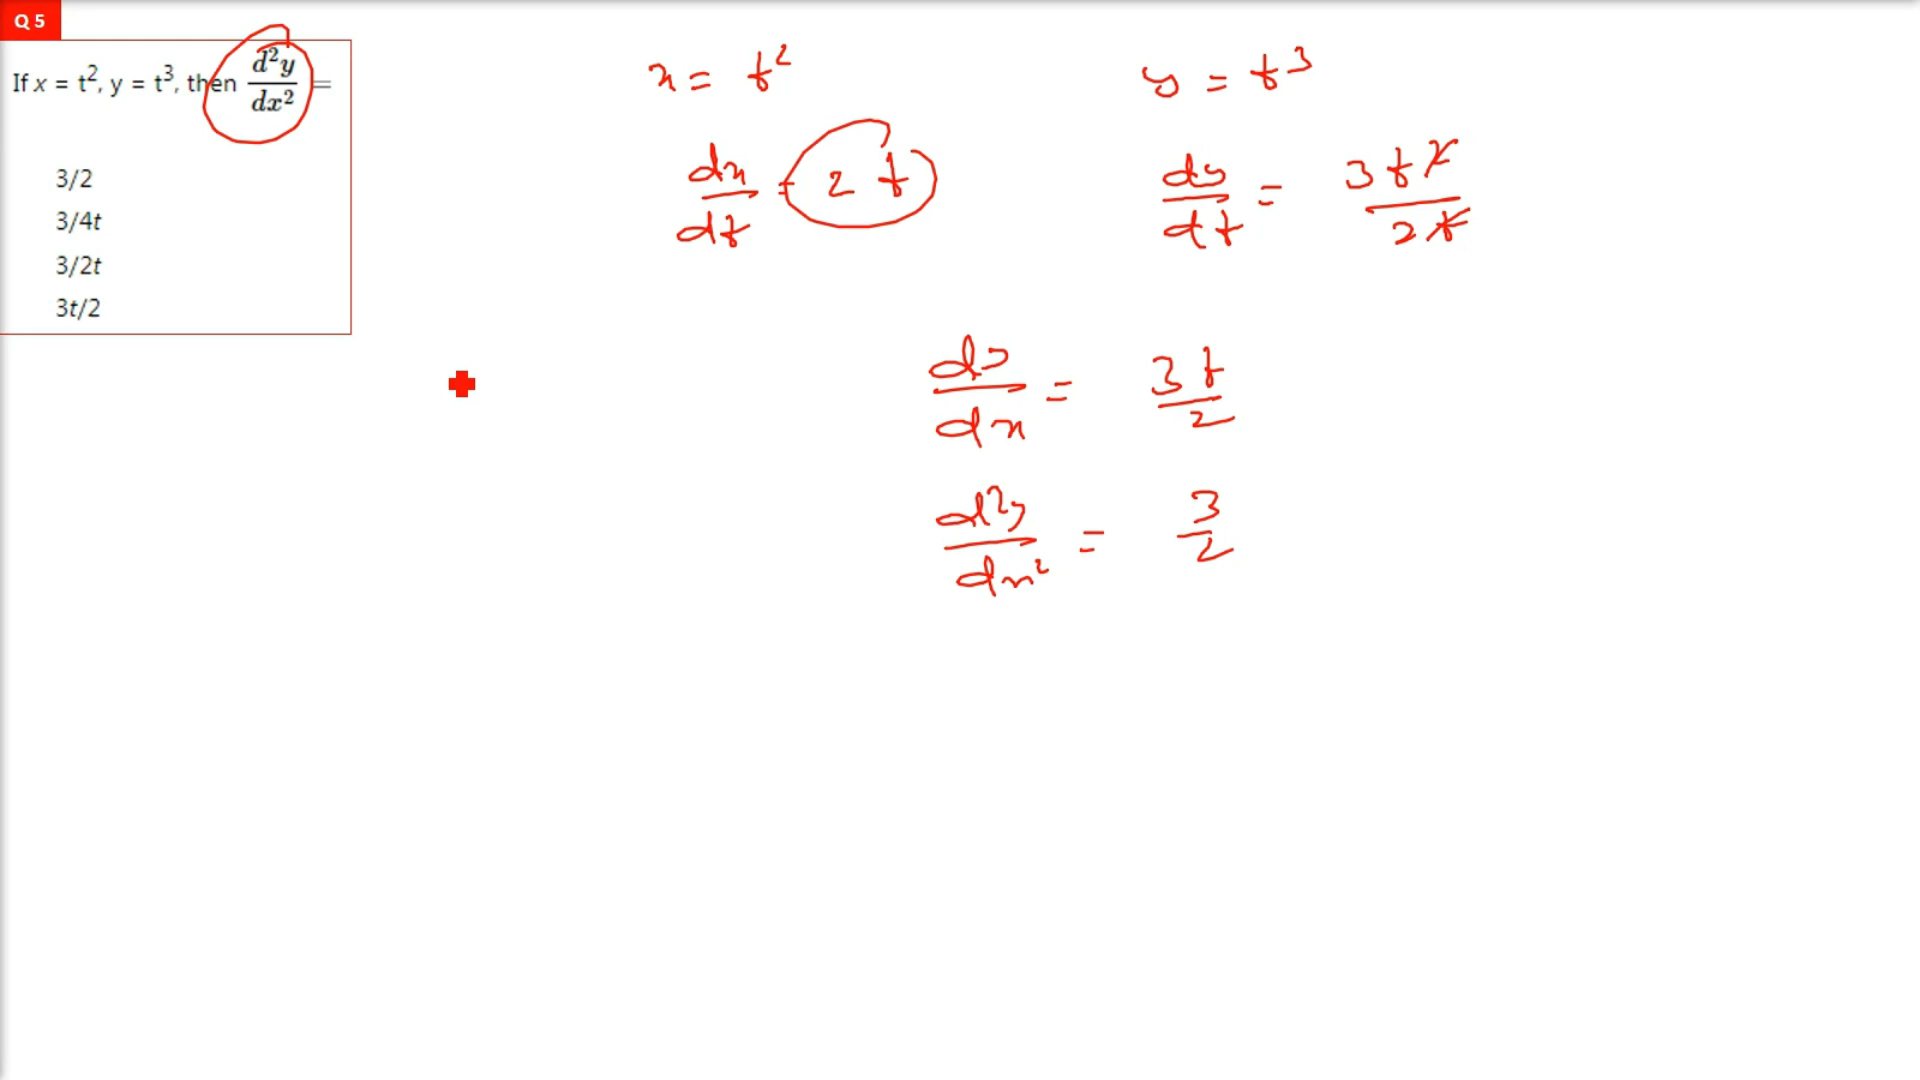 Q 5
If x = t², y = t³, then d²y/dx² =
3/2
3/4t
3/2t
3t/2
x = t²
y = t³
dx/dt = 2t
dy/dt = 3t²/2t
dy/dx = 3t/2
d²y/dx² = 3/2